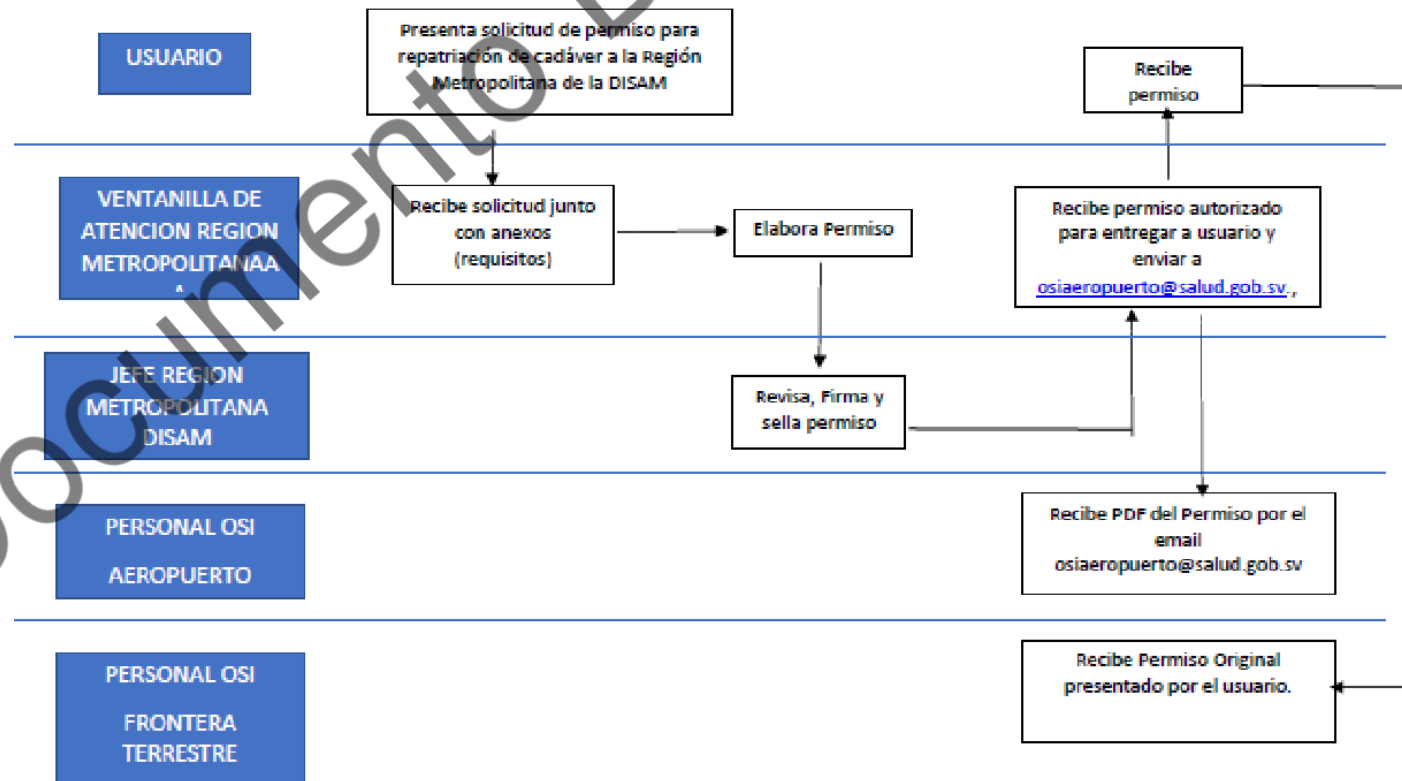 USUARIO
Presenta solicitud de permiso para
repatriación de cadáver a la Región
Metropolitana de la DISAM
Recibe
permiso
VENTANILLA DE
ATENCION REGION
METROPOLITANAA
Recibe solicitud junto
con anexos
(requisitos)
Elabora Permiso
Recibe permiso autorizado
para entregar a usuario y
enviar a
osiaeropuerto@salud.gob.sv.,
JEFE REGION
METROPOLITANA
DISAM
Revisa, Firma y
sella permiso
PERSONAL OSI
AEROPUERTO
Recibe PDF del Permiso por el
email
osiaeropuerto@salud.gob.sv
PERSONAL OSI
FRONTERA
TERRESTRE
Recibe Permiso Original
presentado por el usuario.
Documento